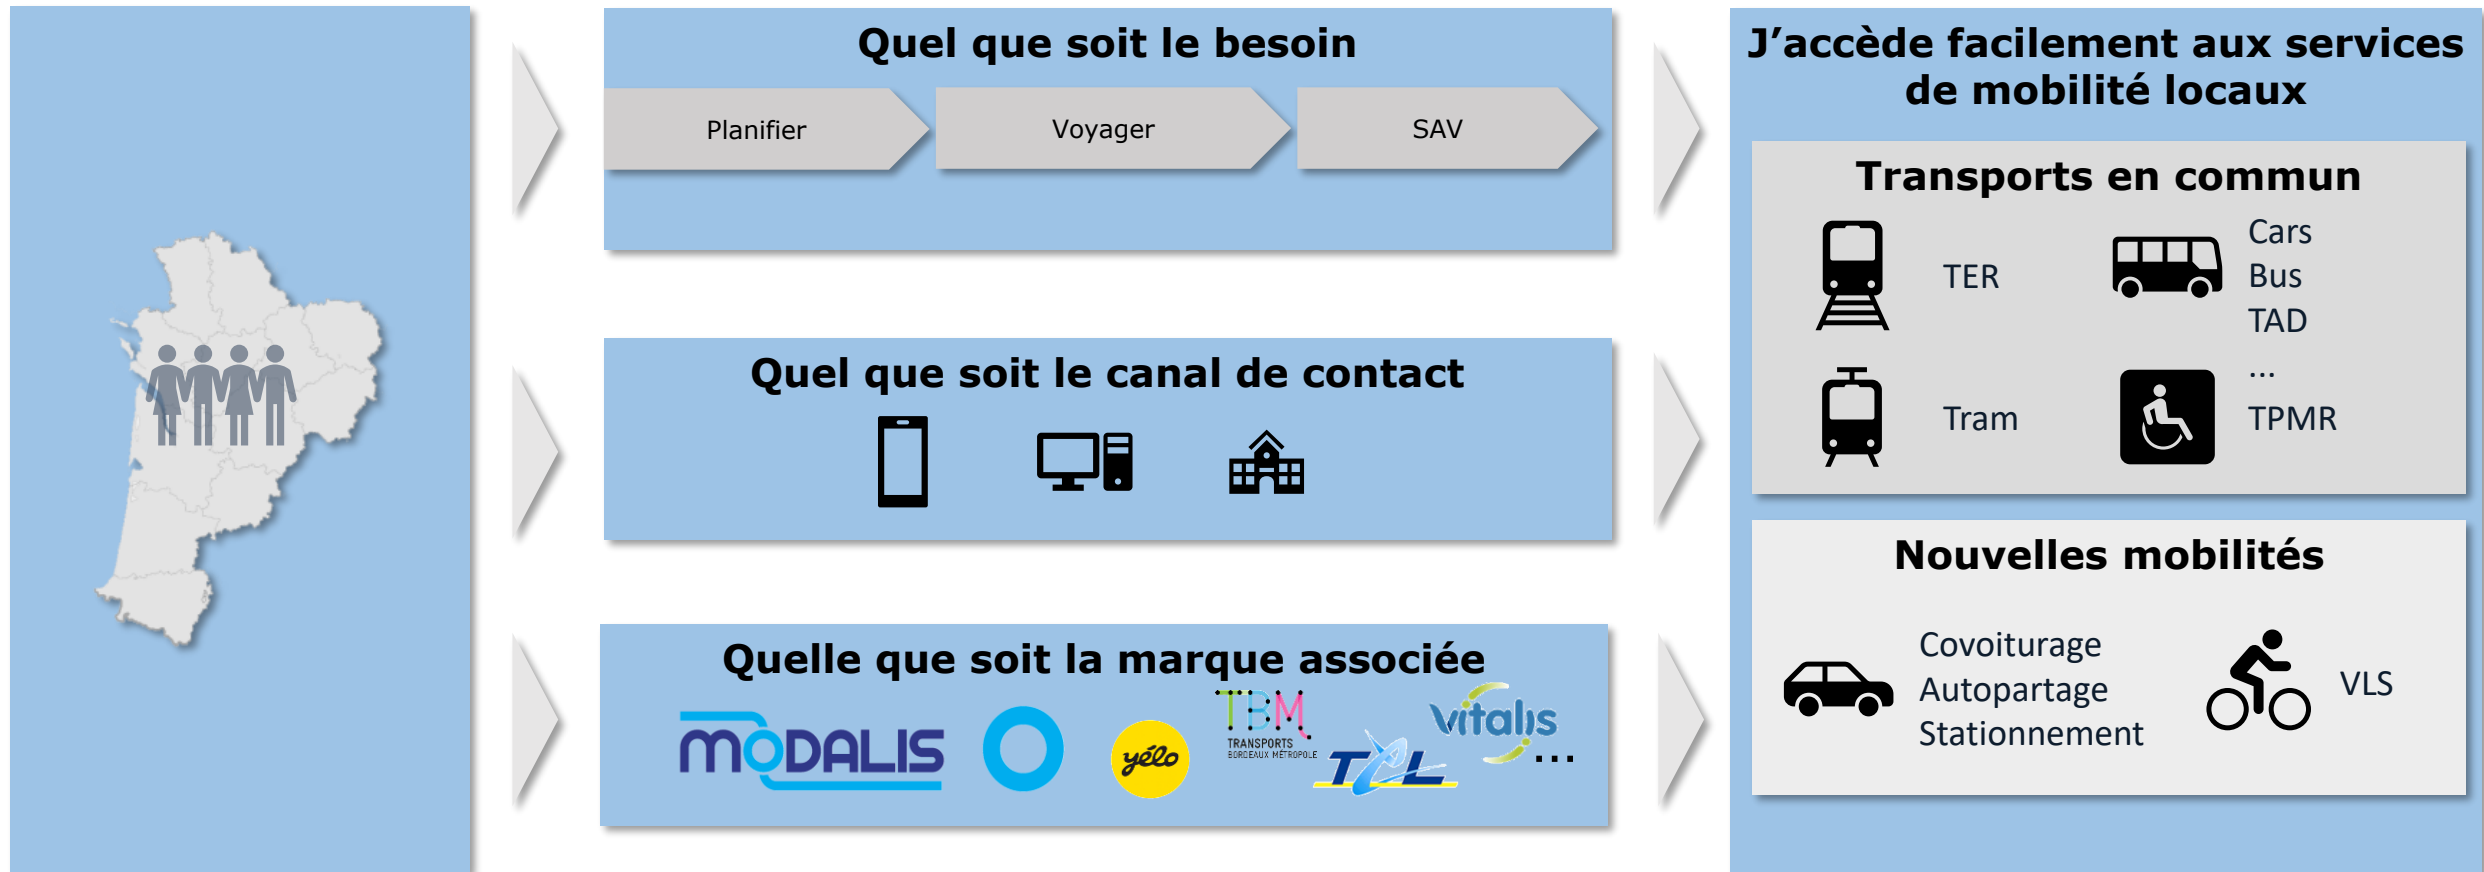 Quel que soit le besoin
Planifier
Voyager
SAV
Quel que soit le canal de contact
Quelle que soit la marque associée
MODALIS
yélo
TBM
TRANSPORTS
BORDEAUX MÉTROPOLE
TCL
vitalis
...
J’accède facilement aux services
de mobilité locaux
Transports en commun
TER
Cars
Bus
TAD
...
Tram
TPMR
Nouvelles mobilités
Covoiturage
Autopartage
Stationnement
VLS